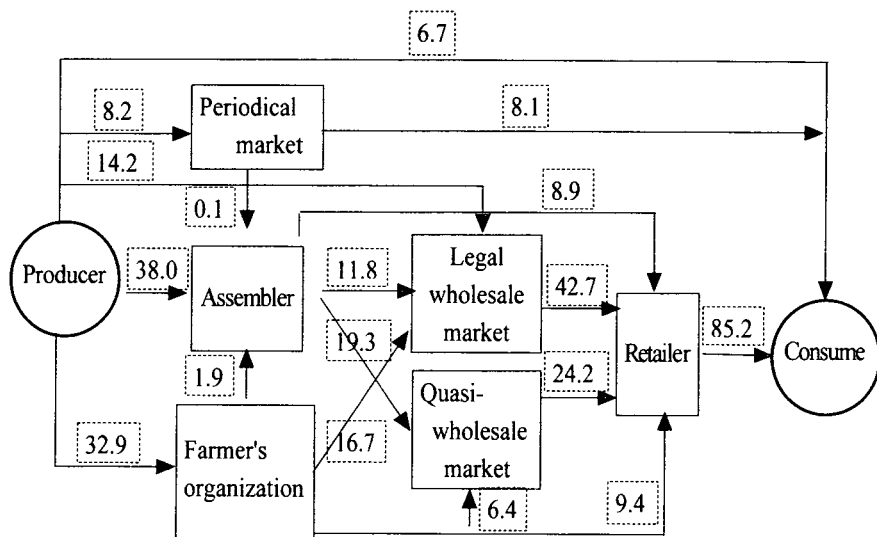 6.7
Periodical
market
8.2
8.1
14.2
0.1
8.9
Producer
38.0
Assembler
11.8
Legal
wholesale
market
42.7
Retailer
85.2
Consume
19.3
1.9
24.2
Quasi-
wholesale
market
32.9
Farmer's
organization
16.7
6.4
9.4